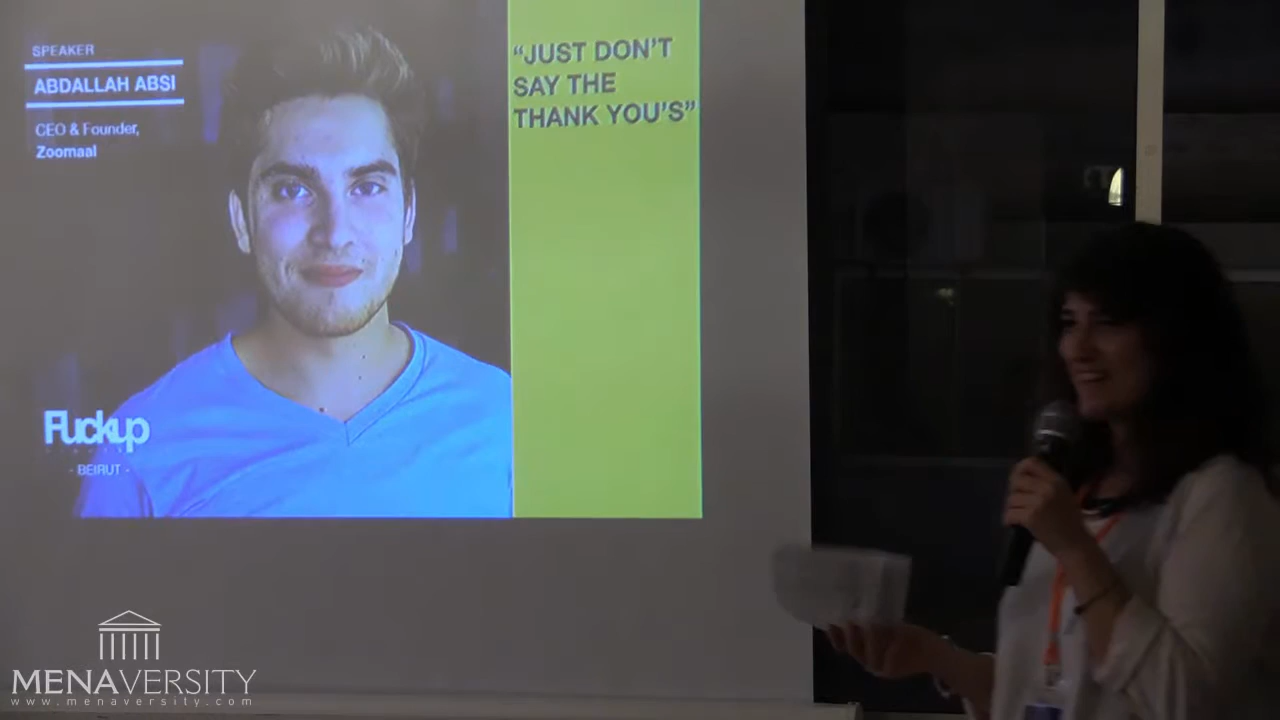 SPEAKER
ABDALLAH ABSI
CEO & Founder,
Zoomaal
"JUST DON'T
SAY THE
THANK YOU'S"
Fuckup
- BEIRUT -
MENAVERSITY
www.menaversity.com